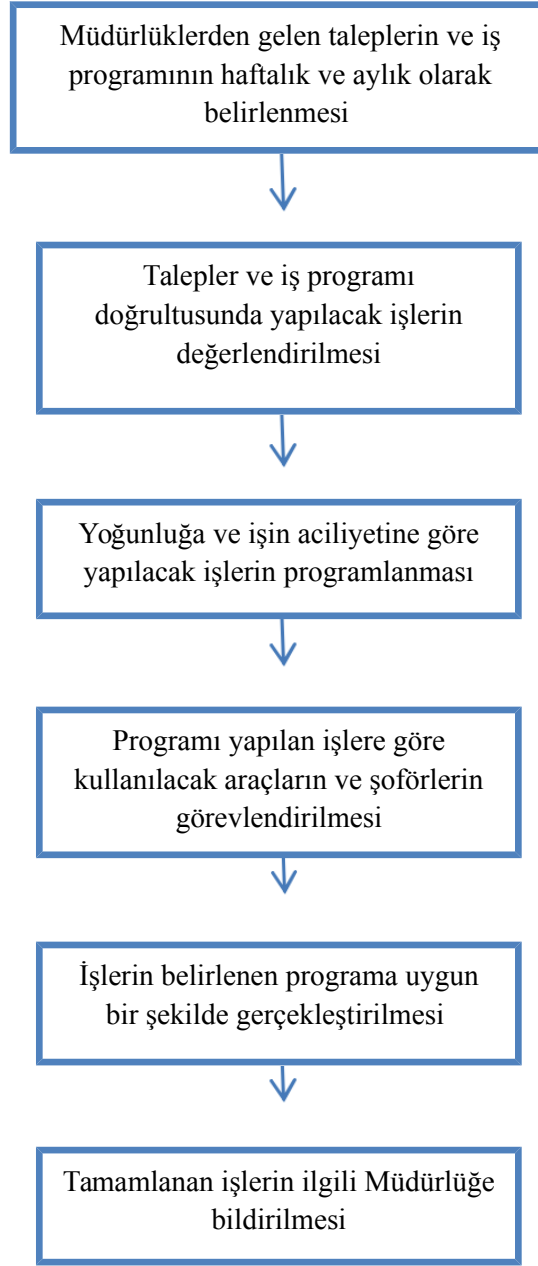 Müdürlüklerden gelen taleplerin ve iş
programının haftalık ve aylık olarak
belirlenmesi
Talepler ve iş programı
doğrultusunda yapılacak işlerin
değerlendirilmesi
Yoğunluğa ve işin aciliyetine göre
yapılacak işlerin programlanması
Programı yapılan işlere göre
kullanılacak araçların ve şoförlerin
görevlendirilmesi
İşlerin belirlenen programa uygun
bir şekilde gerçekleştirilmesi
Tamamlanan işlerin ilgili Müdürlüğe
bildirilmesi